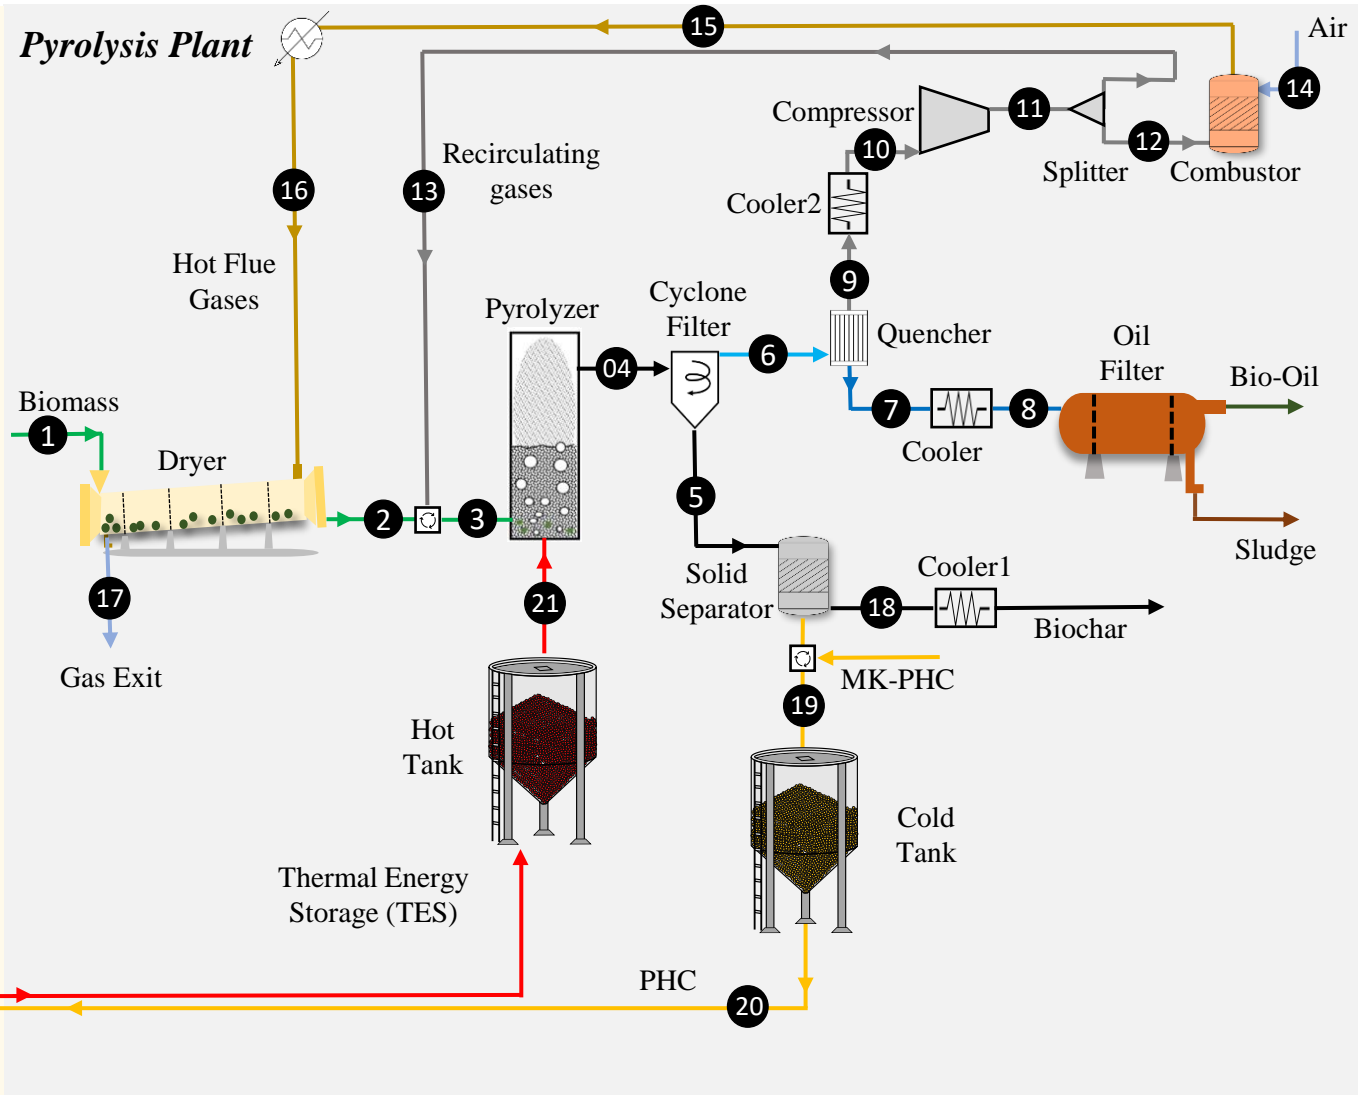 Pyrolysis Plant
15
Air
14
Compressor
11
10
12
Splitter
Combustor
Recirculating
gases
13
16
Cooler2
Hot Flue
Gases
9
Cyclone
Filter
Pyrolyzer
Quencher
Oil
Filter
04
6
Bio-Oil
Biomass
1
7
8
Cooler
Dryer
5
2
3
Sludge
Solid
Separator
Cooler1
18
Biochar
17
21
Gas Exit
MK-PHC
19
Hot
Tank
Cold
Tank
Thermal Energy
Storage (TES)
PHC
20